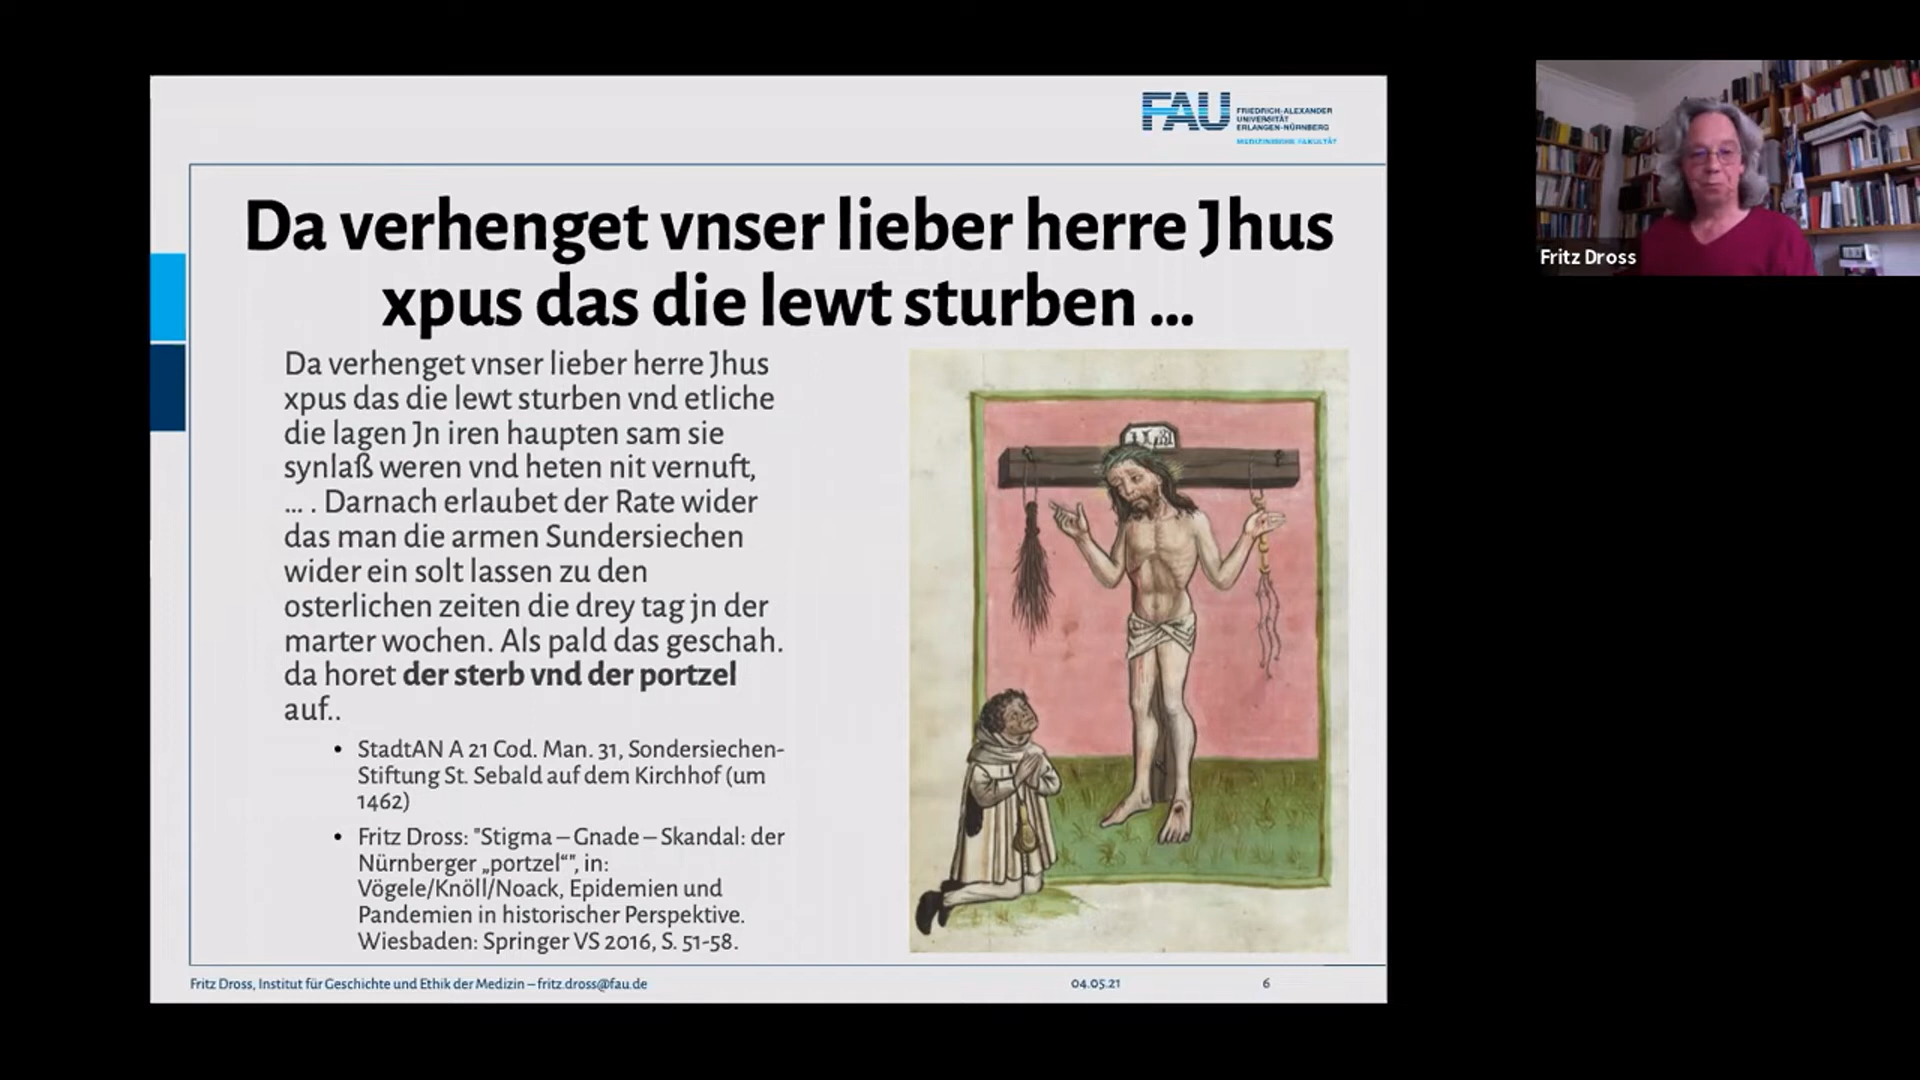 FAU
FRIEDRICH-ALEXANDER
UNIVERSITÄT
ERLANGEN-NÜRNBERG
MEDIZINISCHE FAKULTÄT
Da verhenget vnser lieber herre Jhus
xpus das die lewt sturben ...
Da verhenget vnser lieber herre Jhus
xpus das die lewt sturben vnd etliche
die lagen Jn iren haupten sam sie
synlaß weren vnd heten nit vernuft,
... . Darnach erlaubet der Rate wider
das man die armen Sundersiechen
wider ein solt lassen zu den
osterlichen zeiten die drey tag jn der
marter wochen. Als pald das geschah.
da horet der sterb vnd der portzel
auf..
• StadtAN A 21 Cod. Man. 31, Sondersiechen-
Stiftung St. Sebald auf dem Kirchhof (um
1462)
• Fritz Dross: "Stigma – Gnade – Skandal: der
Nürnberger „portzel“", in:
Vögele/Knöll/Noack, Epidemien und
Pandemien in historischer Perspektive.
Wiesbaden: Springer VS 2016, S. 51-58.
Fritz Dross, Institut für Geschichte und Ethik der Medizin – fritz.dross@fau.de
04.05.21
6
Fritz Dross